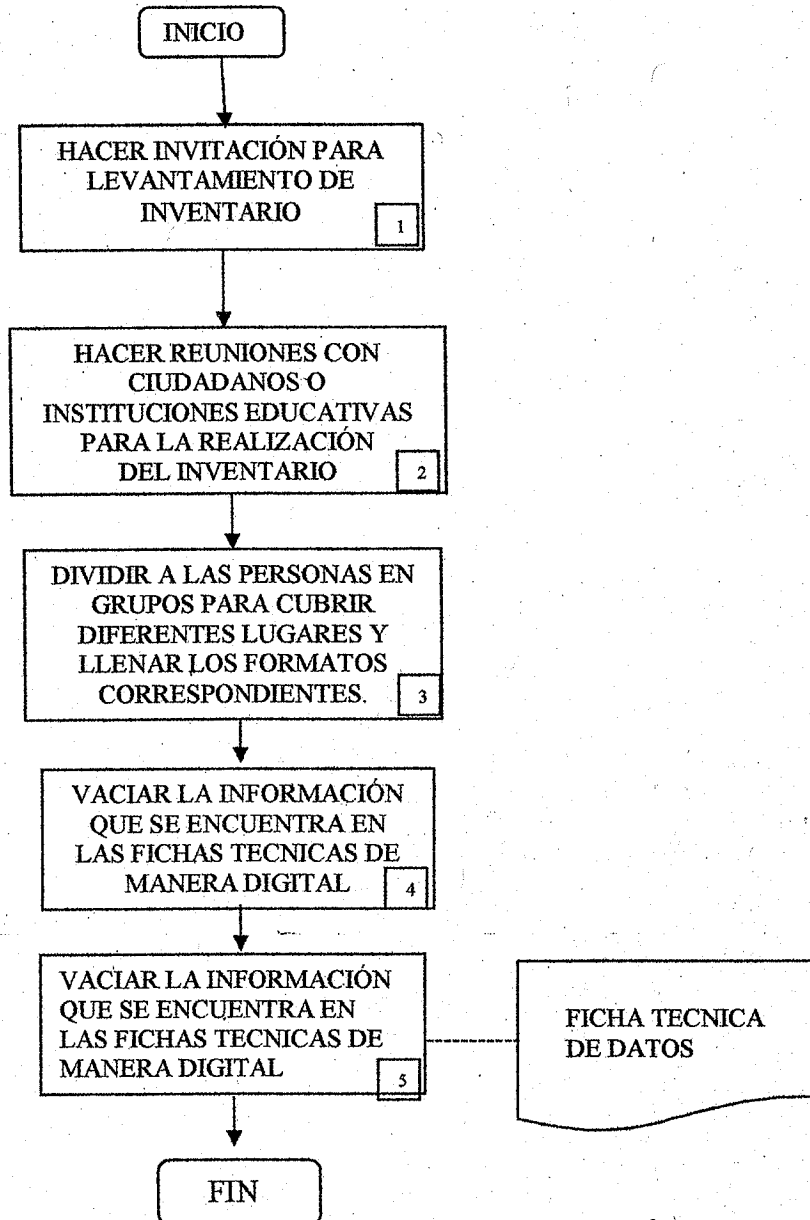 INICIO
HACER INVITACIÓN PARA
LEVANTAMIENTO DE
INVENTARIO
1
HACER REUNIONES CON
CIUDADANOS O
INSTITUCIONES EDUCATIVAS
PARA LA REALIZACIÓN
DEL INVENTARIO
2
DIVIDIR A LAS PERSONAS EN
GRUPOS PARA CUBRIR
DIFERENTES LUGARES Y
LLENAR LOS FORMATOS
CORRESPONDIENTES.
3
VACIAR LA INFORMACIÓN
QUE SE ENCUENTRA EN
LAS FICHAS TECNICAS DE
MANERA DIGITAL
4
VACIAR LA INFORMACIÓN
QUE SE ENCUENTRA EN
LAS FICHAS TECNICAS DE
MANERA DIGITAL
5
FICHA TECNICA
DE DATOS
FIN